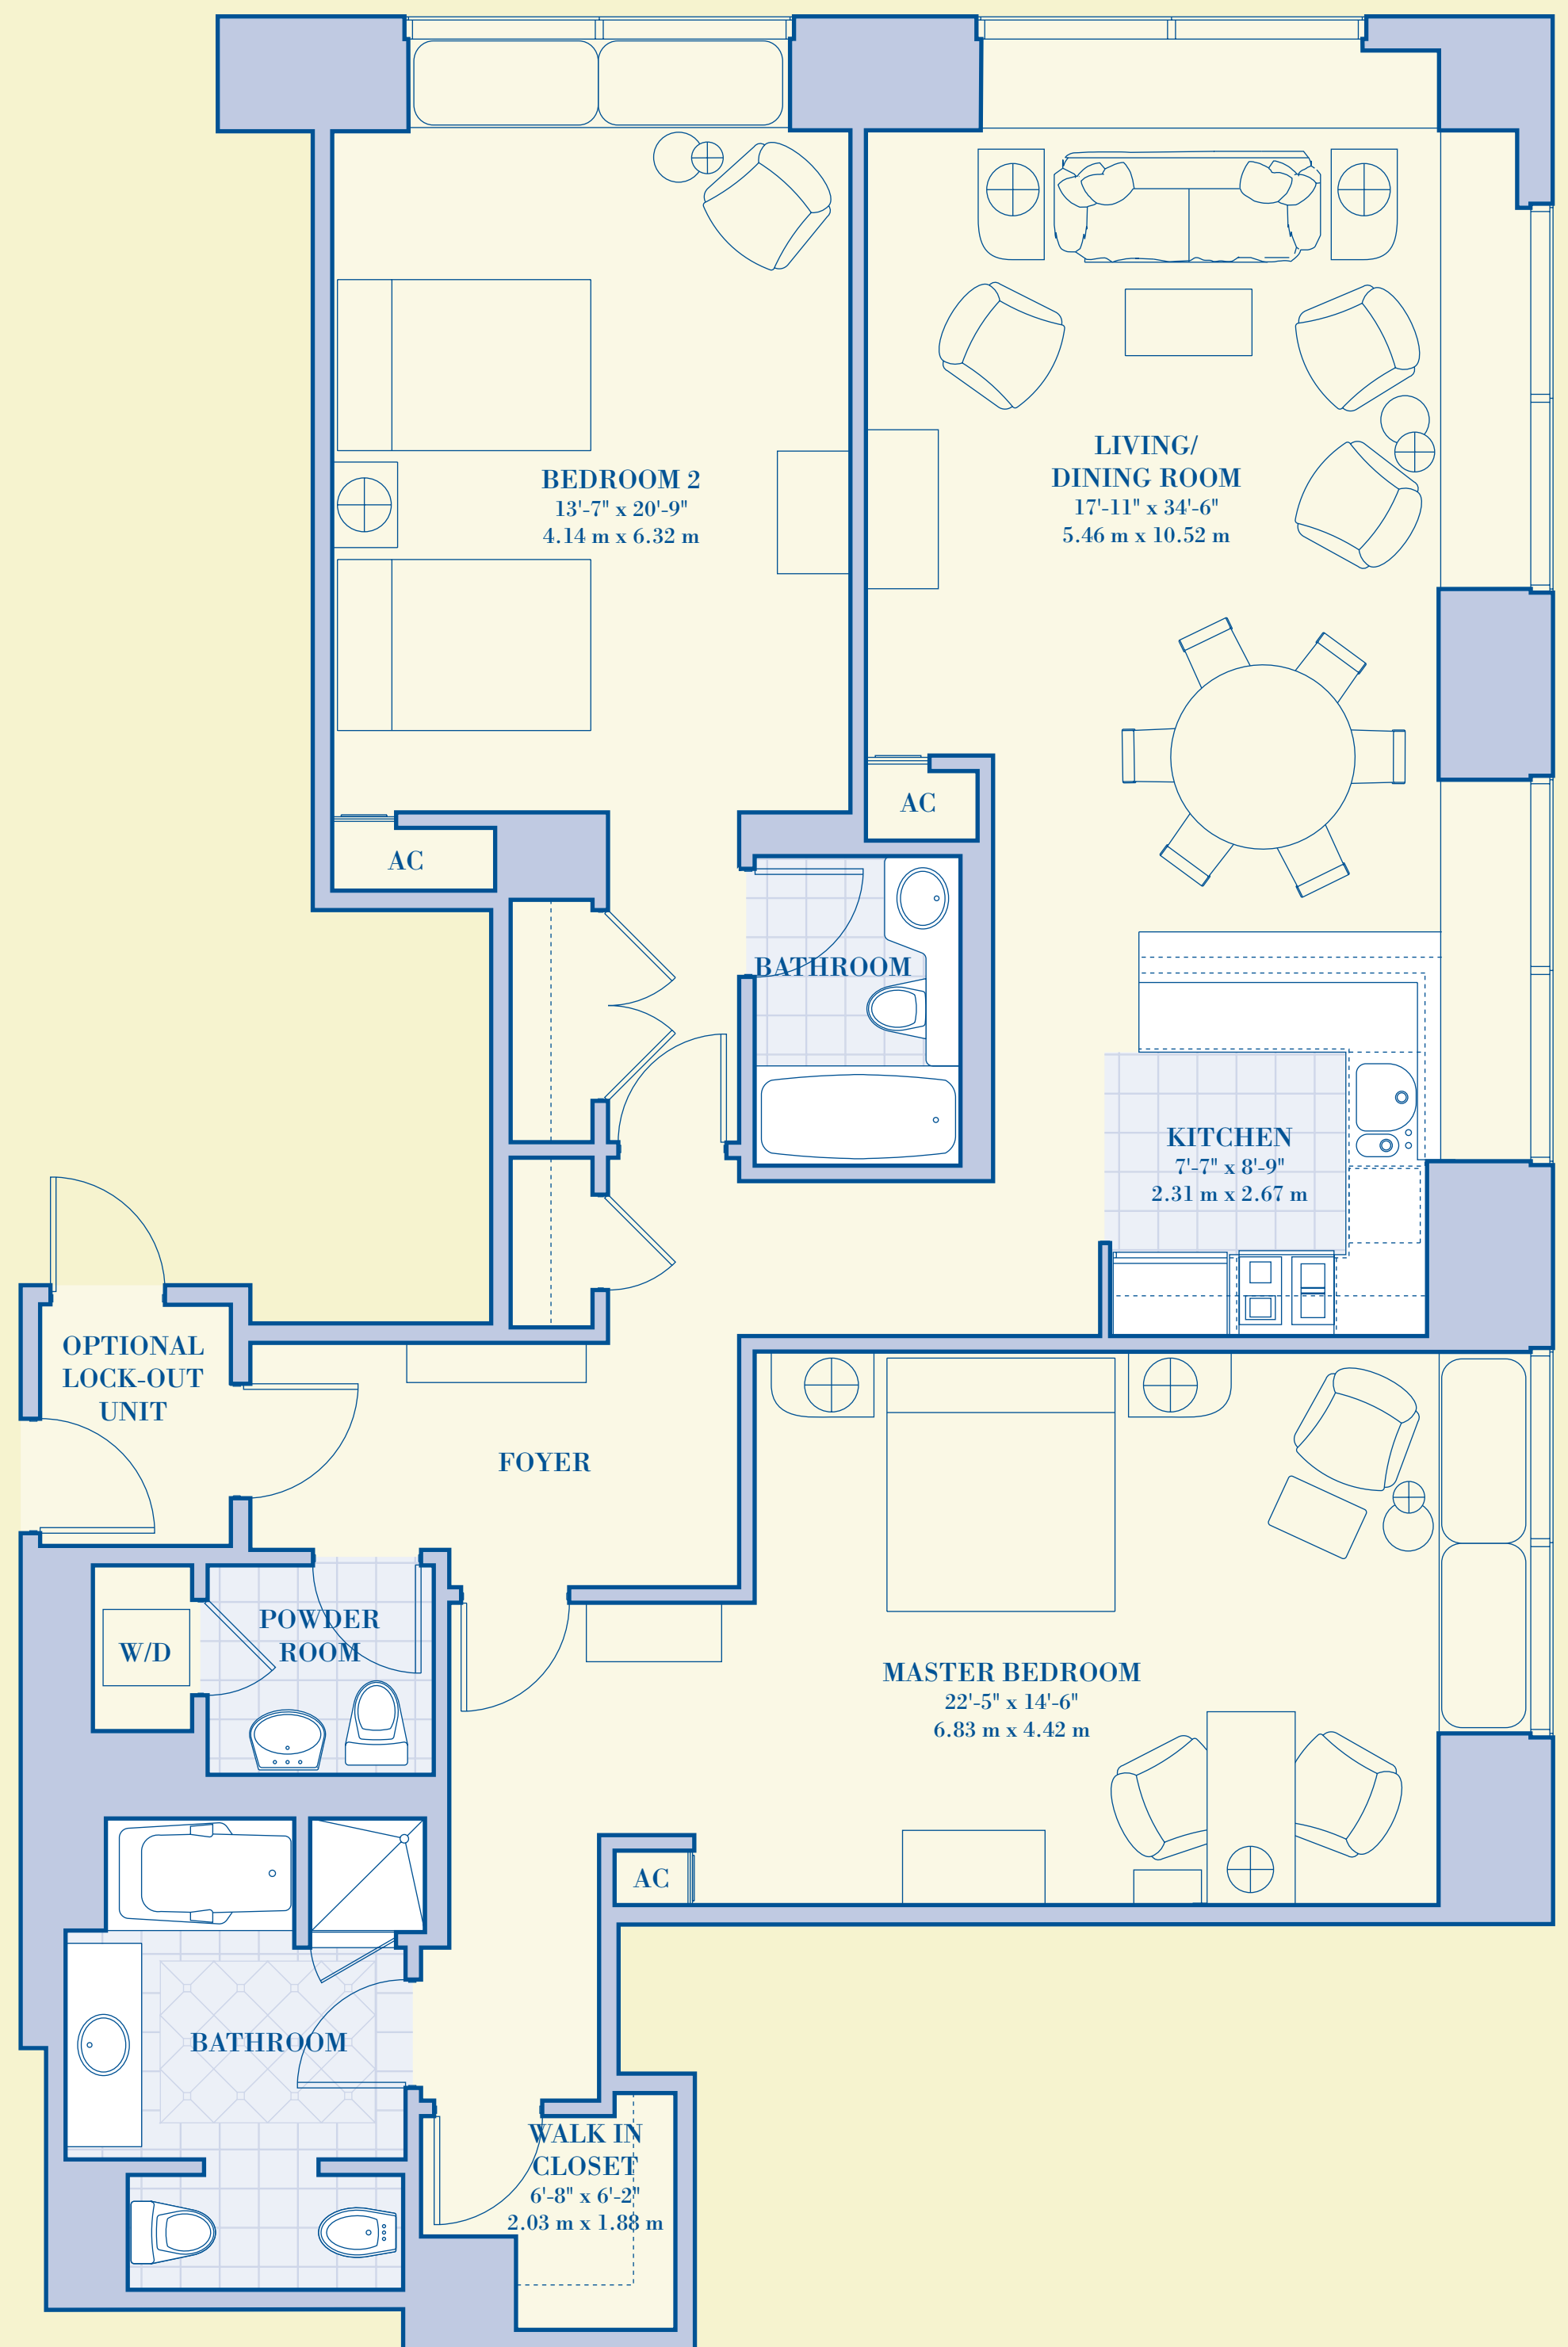 LIVING/
DINING ROOM
17'-11" x 34'-6"
5.46 m x 10.52 m
BEDROOM 2
13'-7" x 20'-9"
4.14 m x 6.32 m
AC
AC
BATHROOM
KITCHEN
7'-7" x 8'-9"
2.31 m x 2.67 m
OPTIONAL
LOCK-OUT
UNIT
FOYER
POWDER
ROOM
W/D
MASTER BEDROOM
22'-5" x 14'-6"
6.83 m x 4.42 m
AC
BATHROOM
WALK IN
CLOSET
6'-8" x 6'-2"
2.03 m x 1.88 m